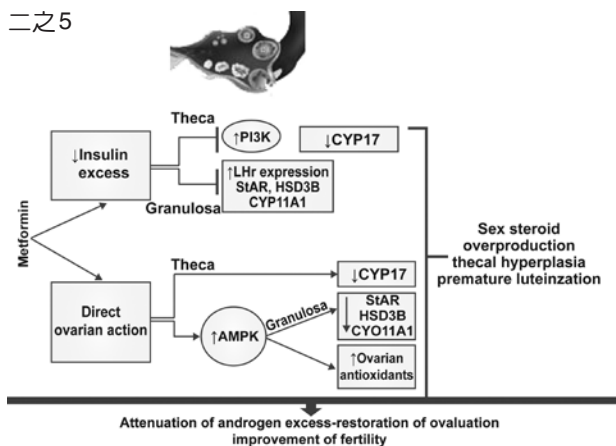 二之5
Theca
↓Insulin
excess
↑PI3K
↓CYP17
↑LHr expression
StAR, HSD3B
CYP11A1
Granulosa
Metformin
Sex steroid
overproduction
thecal hyperplasia
premature luteinzation
Theca
↓CYP17
Direct
ovarian action
↑AMPK
Granulosa
↓StAR
HSD3B
CYO11A1
↑Ovarian
antioxidants
Attenuation of androgen excess-restoration of ovaluation
improvement of fertility